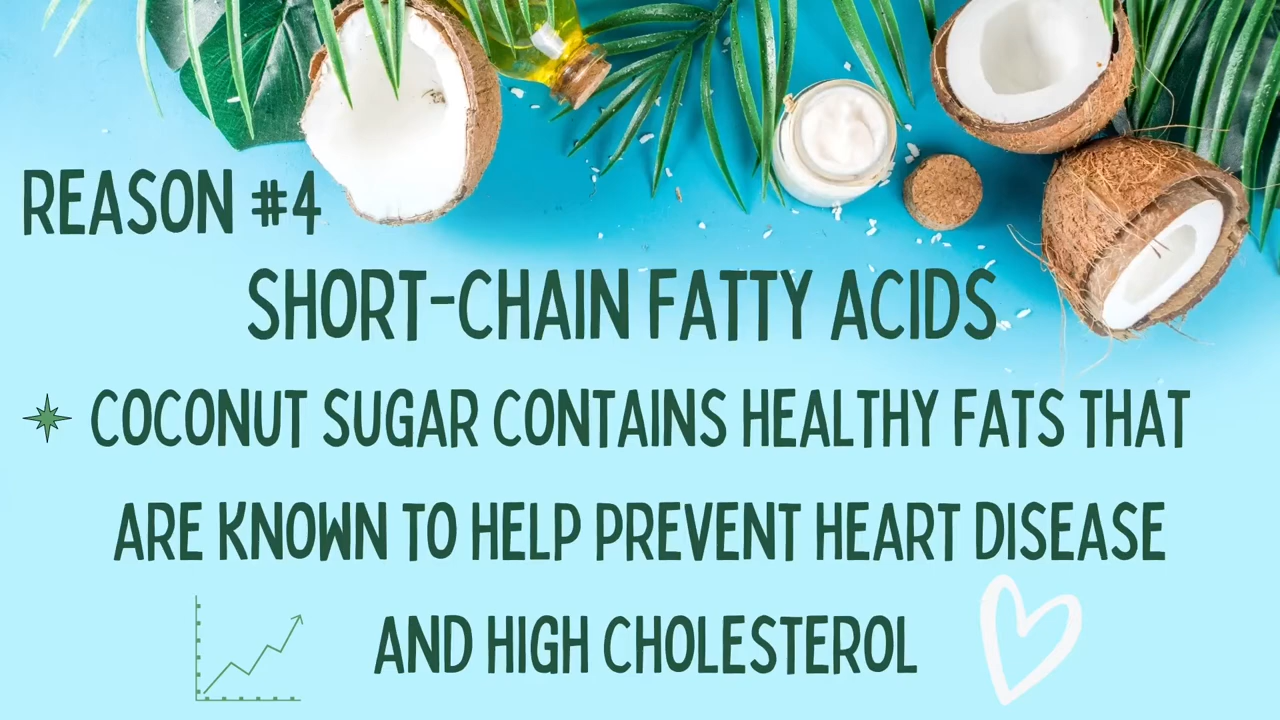 REASON #4
SHORT-CHAIN FATTY ACIDS
COCONUT SUGAR CONTAINS HEALTHY FATS THAT
ARE KNOWN TO HELP PREVENT HEART DISEASE
AND HIGH CHOLESTEROL